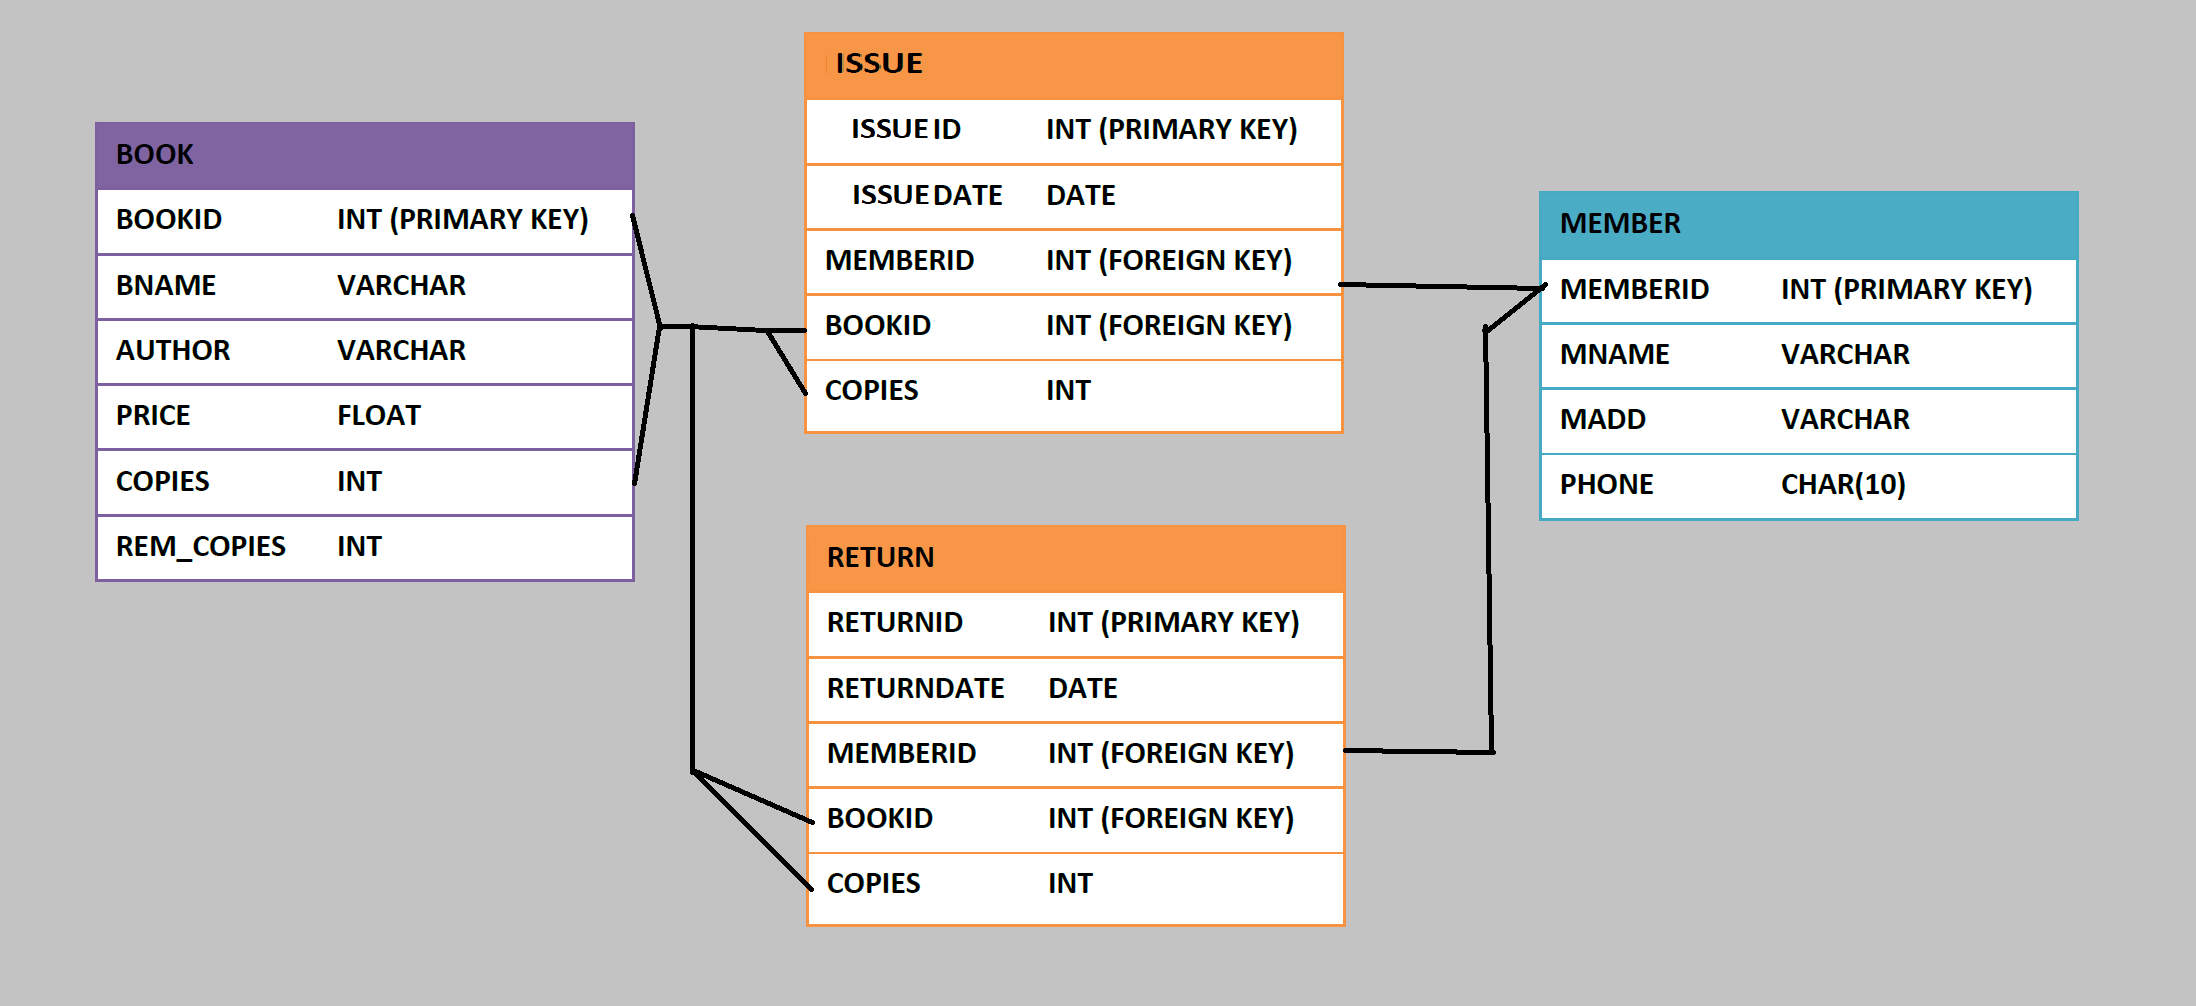 BOOK
BOOKID INT (PRIMARY KEY)
BNAME VARCHAR
AUTHOR VARCHAR
PRICE FLOAT
COPIES INT
REM_COPIES INT
ISSUE
ISSUE ID INT (PRIMARY KEY)
ISSUE DATE DATE
MEMBERID INT (FOREIGN KEY)
BOOKID INT (FOREIGN KEY)
COPIES INT
RETURN
RETURNID INT (PRIMARY KEY)
RETURNDATE DATE
MEMBERID INT (FOREIGN KEY)
BOOKID INT (FOREIGN KEY)
COPIES INT
MEMBER
MEMBERID INT (PRIMARY KEY)
MNAME VARCHAR
MADD VARCHAR
PHONE CHAR(10)